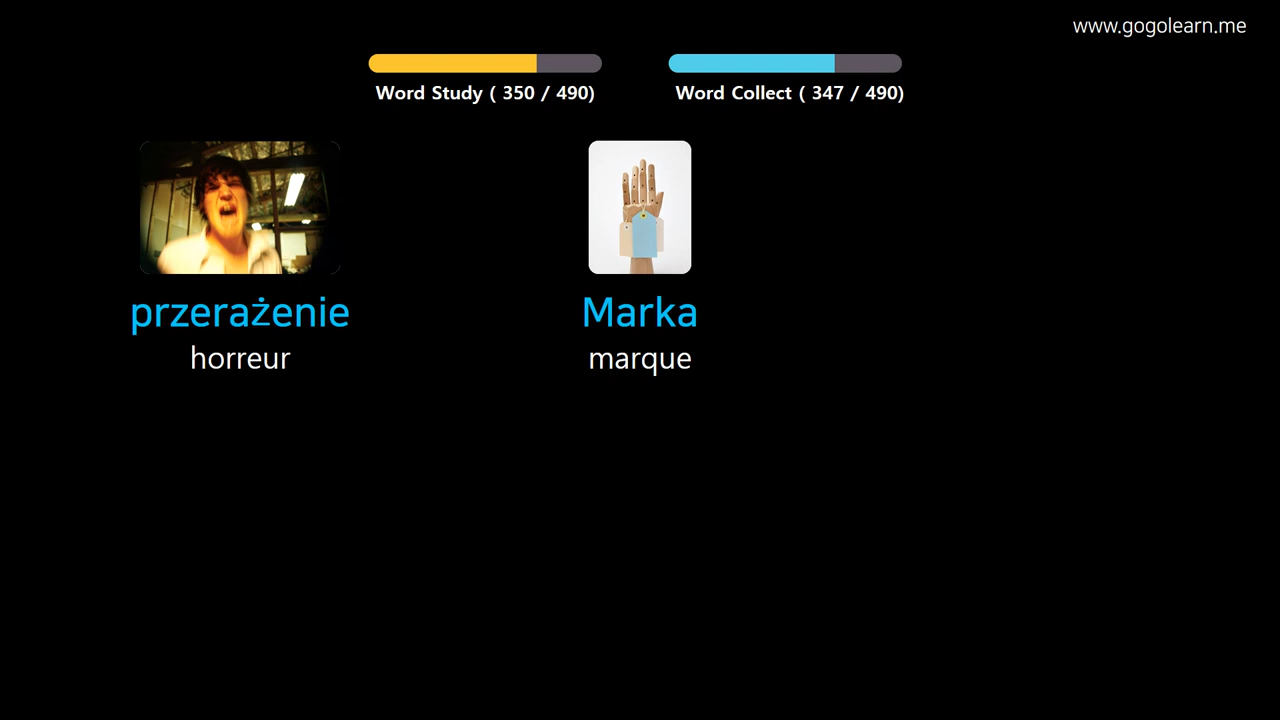 www.gogolearn.me
Word Study ( 350 / 490)
Word Collect ( 347 / 490)
przerażenie
horreur
Marka
marque